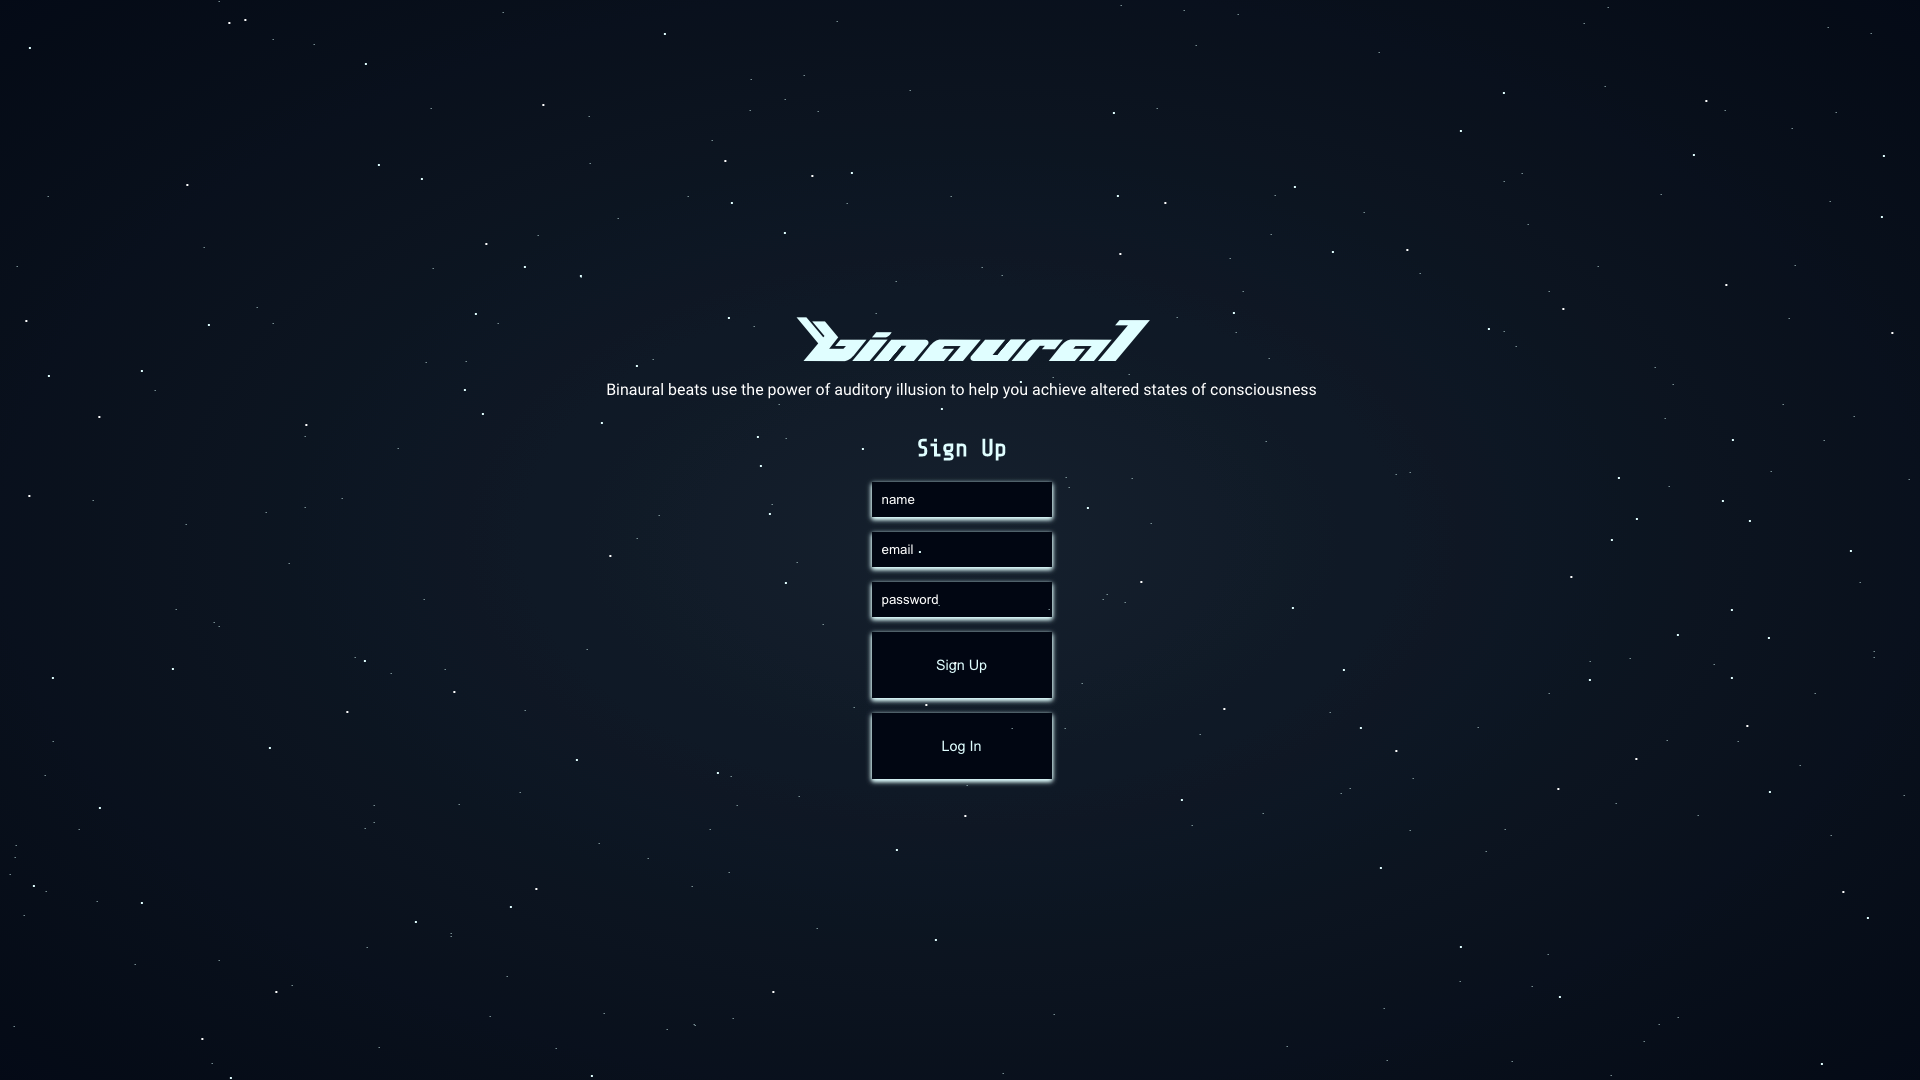 binaural
Binaural beats use the power of auditory illusion to help you achieve altered states of consciousness
Sign Up
name
email
password
Sign Up
Log In